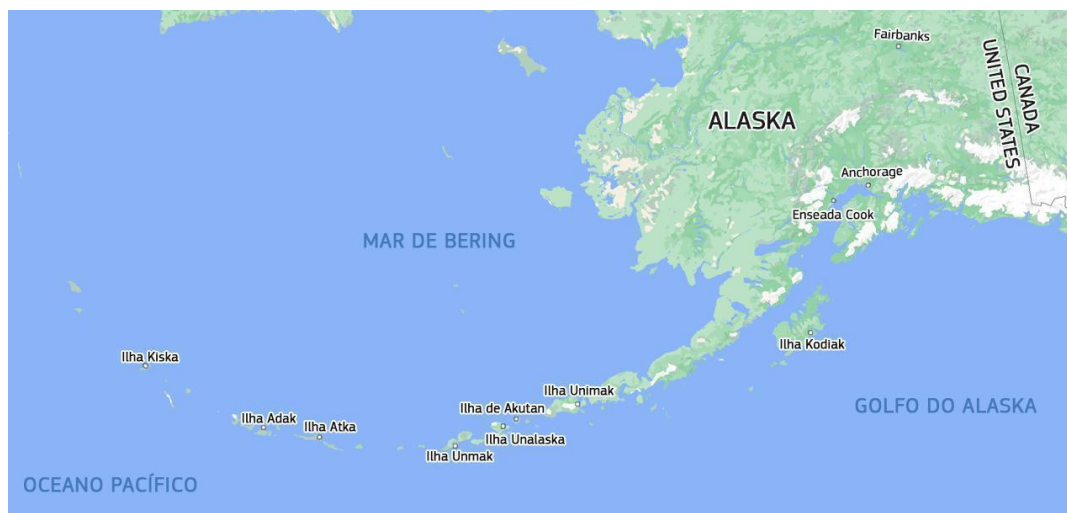 Fairbanks
CANADA
UNITED STATES
ALASKA
Anchorage
Enseada Cook
MAR DE BERING
Ilha Kodiak
Ilha Kiska
Ilha Unimak
Ilha de Akutan
GOLFO DO ALASKA
Ilha Adak
Ilha Atka
Ilha Unalaska
Ilha Unmak
OCEANO PACÍFICO